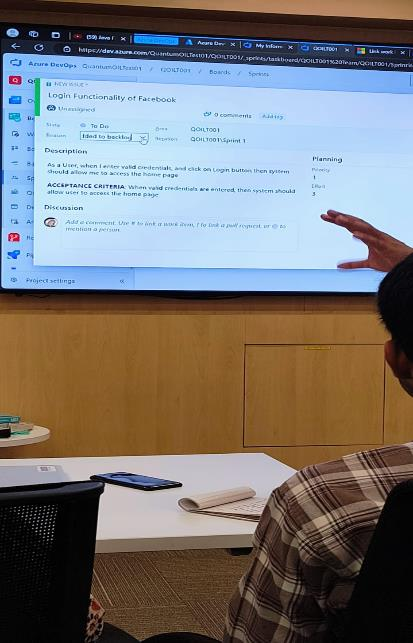 (59) Java F
Azure Dev
My Inform
QOILT001
Link work
https://dev.azure.com/QuantumOILTest01/QOILT001/_sprints/taskboard/QOILT001%20Team/QOILT001/Sprint
Azure DevOps QuantumOILTest01 / QOILT001 / Boards / Sprints
NEW ISSUE *
Login Functionality of Facebook
Unassigned
0 comments Add tag
State To Do Area QOILT001
Reason dded to backlog Iteration QOILT001\Sprint 1
Description
As a User, when I enter valid credentials, and click on Login button then system
should allow me to access the home page
ACCEPTANCE CRITERIA: When valid credentials are entered, then system should
allow user to access the home page
Planning
Priority
1
Effort
3
Discussion
Add a comment. Use # to link a work item, ! to link a pull request, or @ to
mention a person.
Project settings